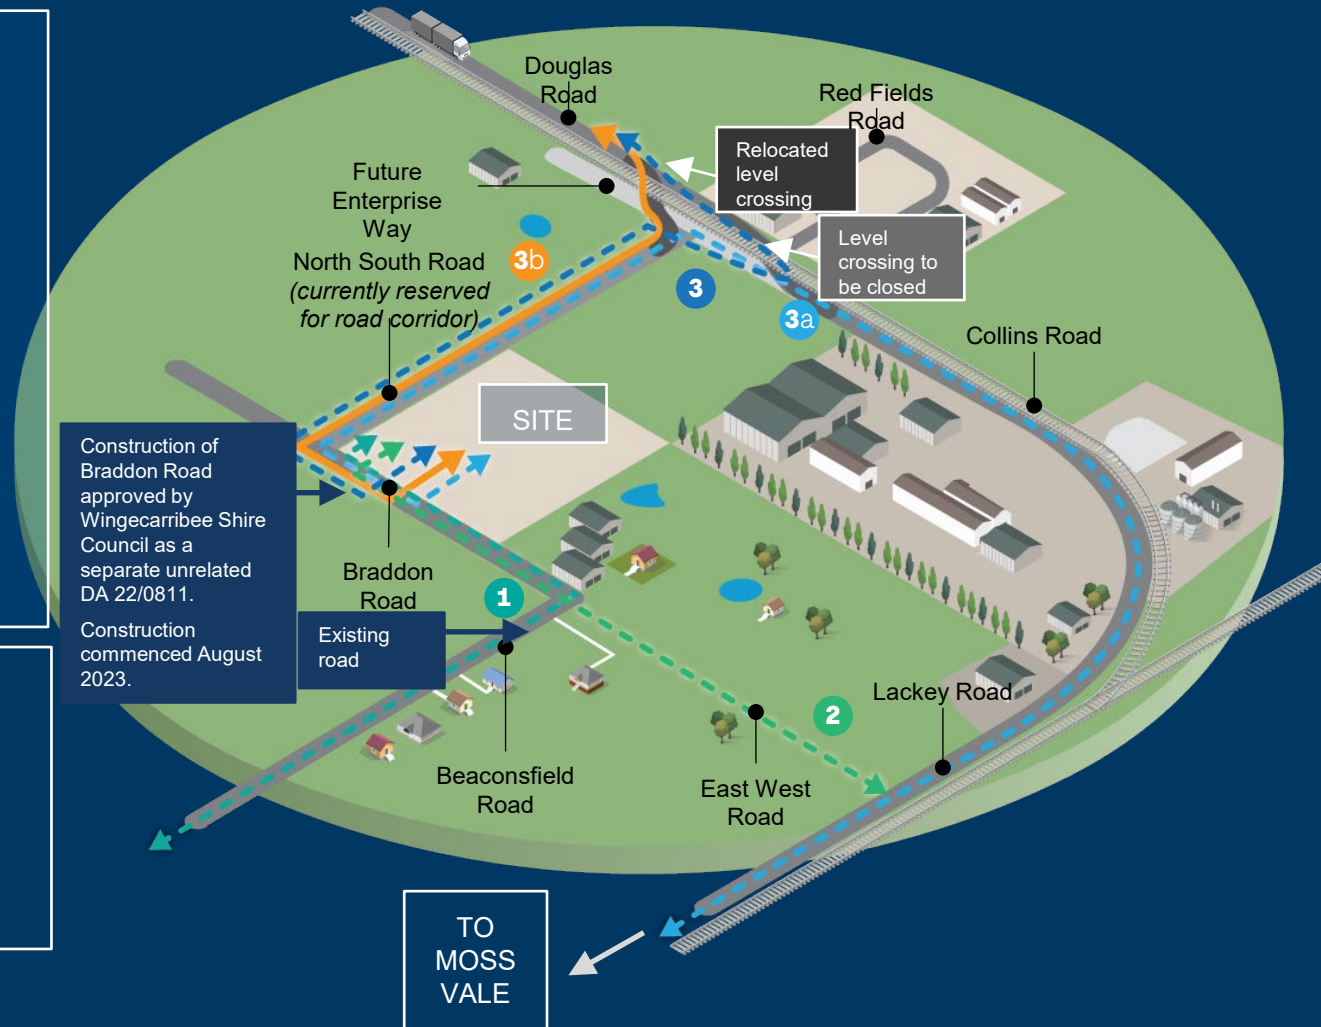 Douglas
Road
Red Fields
Road
Relocated
level
crossing
Future
Enterprise
Way
Level
crossing to
be closed
3b
North South Road
(currently reserved
for road corridor)
3
3a
Collins Road
SITE
Construction of
Braddon Road
approved by
Wingecarribee Shire
Council as a
separate unrelated
DA 22/0811.
Construction
commenced August
2023.
Braddon
Road
1
Existing
road
Lackey Road
2
Beaconsfield
Road
East West
Road
TO
MOSS
VALE